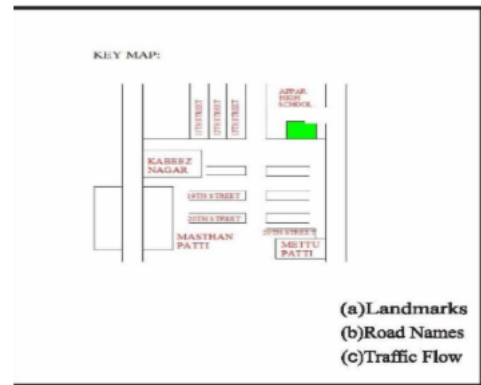 KEY MAP:
APPAR
HIGH
SCHOOL
KABEEZ
NAGAR
19TH STREET
20TH STREET
MASTHAN
PATTI
METTU
PATTI
(a)Landmarks
(b)Road Names
(c)Traffic Flow